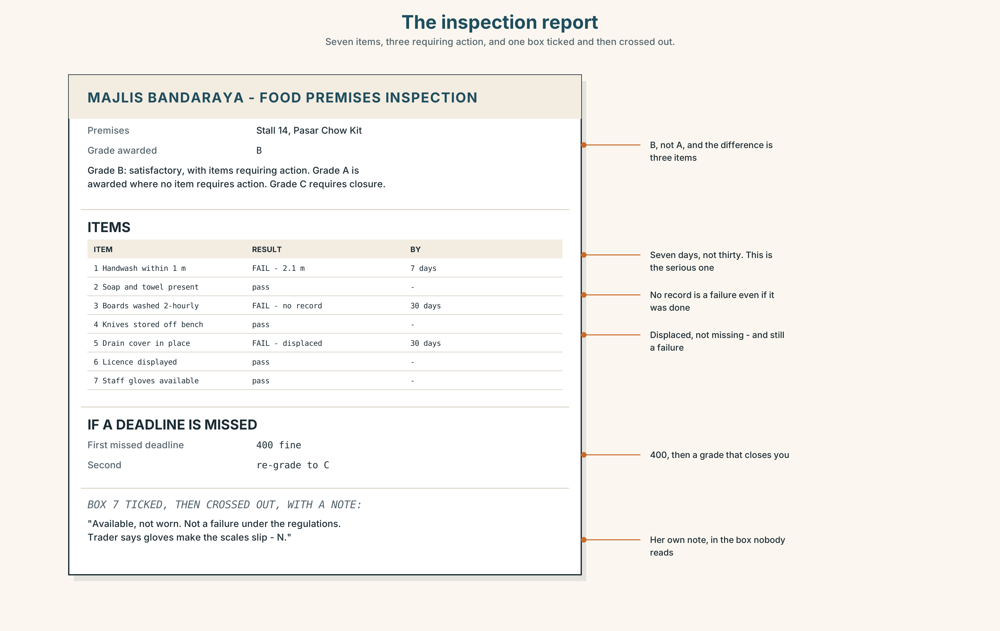 The inspection report
Seven items, three requiring action, and one box ticked and then crossed out.
MAJLIS BANDARAYA - FOOD PREMISES INSPECTION
Premises Stall 14, Pasar Chow Kit
Grade awarded B
Grade B: satisfactory, with items requiring action. Grade A is
awarded where no item requires action. Grade C requires closure.
B, not A, and the difference is
three items
ITEMS
ITEM RESULT BY
1 Handwash within 1 m FAIL - 2.1 m 7 days
2 Soap and towel present pass -
3 Boards washed 2-hourly FAIL - no record 30 days
4 Knives stored off bench pass -
5 Drain cover in place FAIL - displaced 30 days
6 Licence displayed pass -
7 Staff gloves available pass -
Seven days, not thirty. This is
the serious one
No record is a failure even if it
was done
Displaced, not missing - and still
a failure
IF A DEADLINE IS MISSED
First missed deadline 400 fine
Second re-grade to C
400, then a grade that closes you
BOX 7 TICKED, THEN CROSSED OUT, WITH A NOTE:
"Available, not worn. Not a failure under the regulations.
Trader says gloves make the scales slip - N."
Her own note, in the box nobody
reads